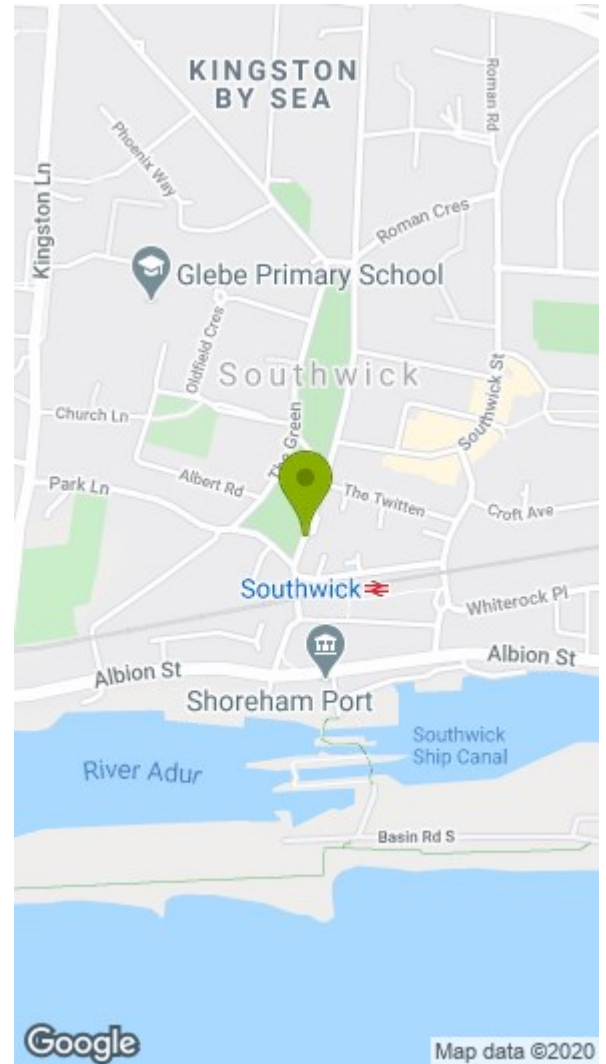 KINGSTON
BY SEA
Roman Rd
Phoenix Way
Kingston Ln
Roman Cres
Glebe Primary School
Oldfield Cres
Southwick
Southwick St
Church Ln
The Green
Albert Rd
The Twitten
Park Ln
Croft Ave
Southwick
Whiterock Pl
Albion St
Albion St
Shoreham Port
Southwick
Ship Canal
River Adur
Basin Rd S
Google
Map data ©2020